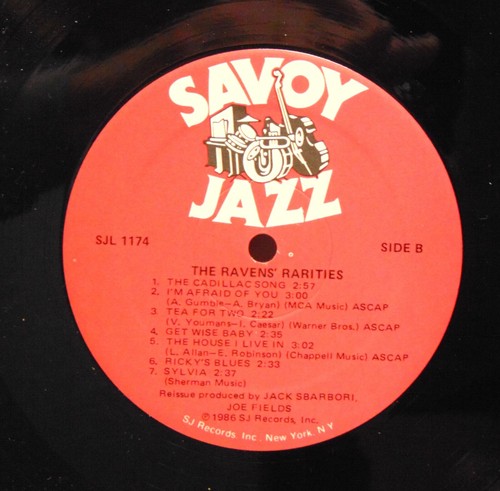 SAVOY
JAZZ
SJL 1174
SIDE B
THE RAVENS' RARITIES
1. THE CADILLAC SONG 2:57
2. I'M AFRAID OF YOU 3:00
(A. Gumble—A. Bryan) (MCA Music) ASCAP
3. TEA FOR TWO 2:22
(V. Youmans—I. Caesar) (Warner Bros.) ASCAP
4. GET WISE BABY 2:35
5. THE HOUSE I LIVE IN 3:02
(L. Allan—E. Robinson) (Chappell Music) ASCAP
6. RICKY'S BLUES 2:33
7. SYLVIA 2:37
(Sherman Music)
Reissue produced by JACK SBARBORI,
JOE FIELDS
©1986 SJ Records, Inc.
SJ Records, Inc., New York, N.Y.